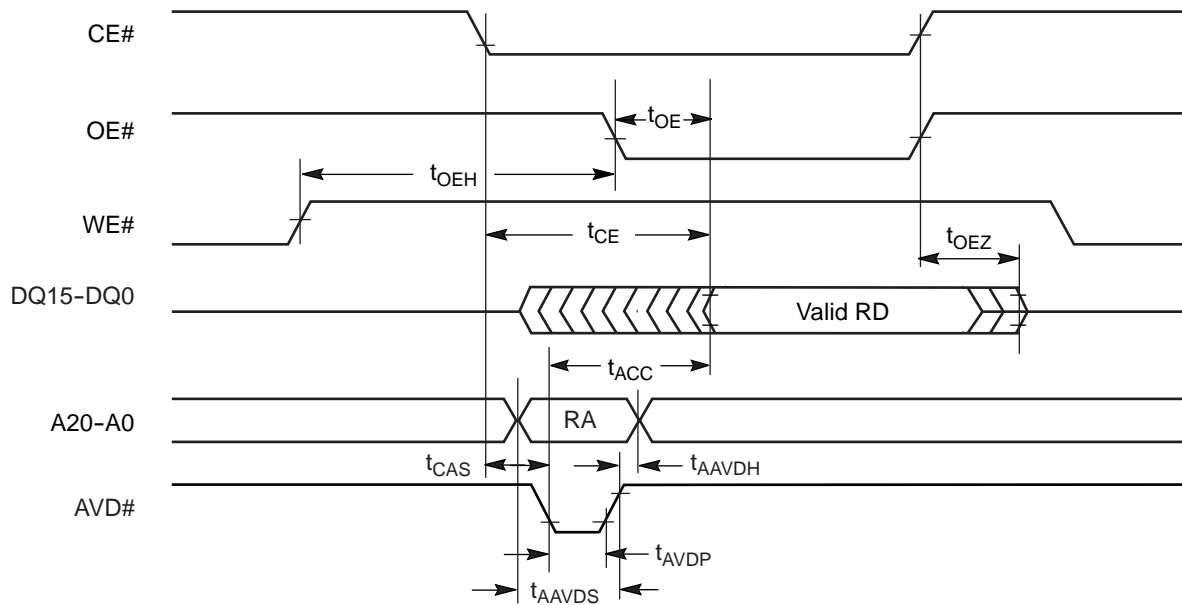 CE#
OE#
tOE
tOEH
WE#
tCE
tOEZ
DQ15-DQ0
Valid RD
tACC
A20-A0
RA
tCAS
tAAVDH
AVD#
tAVDP
tAAVDS